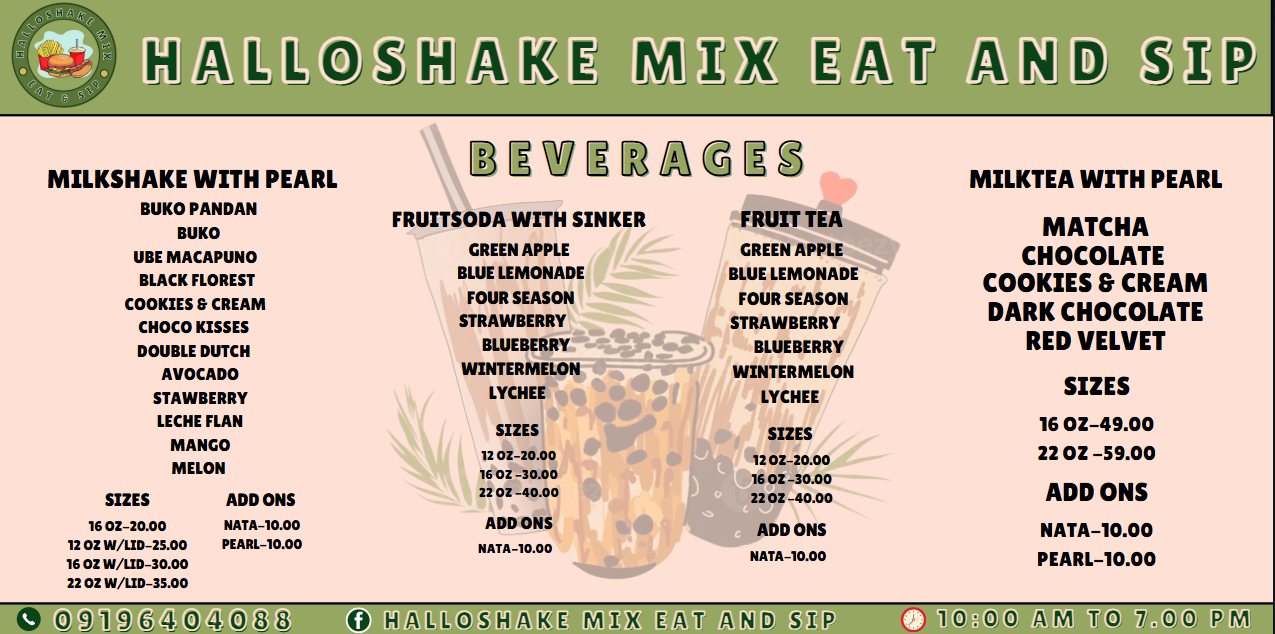 HALLOSHAKE MIX
EAT & SIP
HALLOSHAKE MIX EAT AND SIP
BEVERAGES
MILKSHAKE WITH PEARL
BUKO PANDAN
BUKO
UBE MACAPUNO
BLACK FLOREST
COOKIES & CREAM
CHOCO KISSES
DOUBLE DUTCH
AVOCADO
STAWBERRY
LECHE FLAN
MANGO
MELON
SIZES
16 OZ-20.00
12 OZ W/LID-25.00
16 OZ W/LID-30.00
22 OZ W/LID-35.00
ADD ONS
NATA-10.00
PEARL-10.00
FRUITSODA WITH SINKER
GREEN APPLE
BLUE LEMONADE
FOUR SEASON
STRAWBERRY
BLUEBERRY
WINTERMELON
LYCHEE
SIZES
12 OZ-20.00
16 OZ -30.00
22 OZ -40.00
ADD ONS
NATA-10.00
FRUIT TEA
GREEN APPLE
BLUE LEMONADE
FOUR SEASON
STRAWBERRY
BLUEBERRY
WINTERMELON
LYCHEE
SIZES
12 OZ-20.00
16 OZ -30.00
22 OZ -40.00
ADD ONS
NATA-10.00
MILKTEA WITH PEARL
MATCHA
CHOCOLATE
COOKIES & CREAM
DARK CHOCOLATE
RED VELVET
SIZES
16 OZ-49.00
22 OZ -59.00
ADD ONS
NATA-10.00
PEARL-10.00
09196404088
HALLOSHAKE MIX EAT AND SIP
10:00 AM TO 7.00 PM